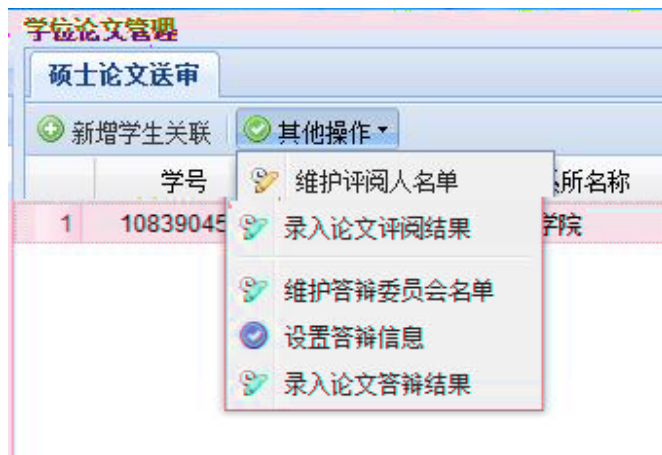 学位论文管理
硕士论文送审
新增学生关联 其他操作
学号 所名称
1 10839045 学院
维护评阅人名单
录入论文评阅结果
维护答辩委员会名单
设置答辩信息
录入论文答辩结果